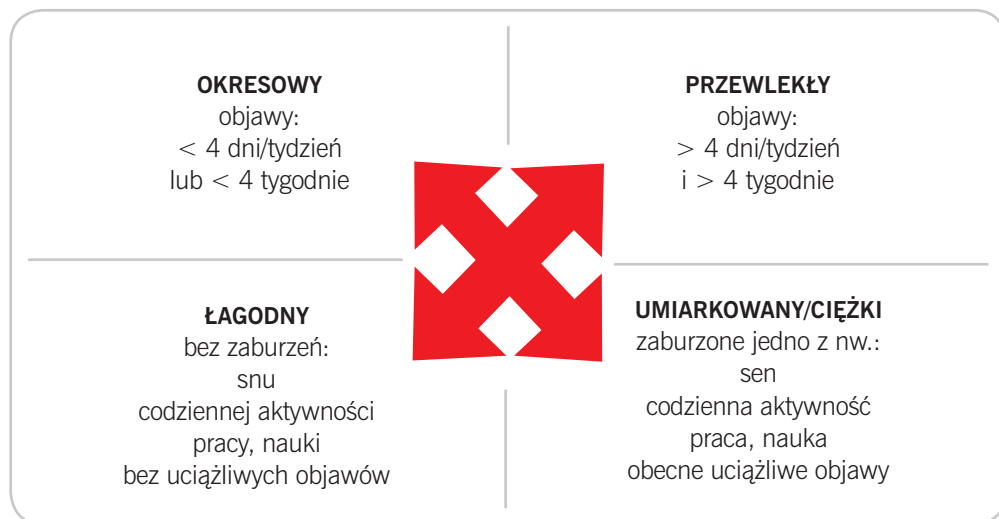 OKRESOWY
objawy:
< 4 dni/tydzień
lub < 4 tygodnie
PRZEWLEKŁY
objawy:
> 4 dni/tydzień
i > 4 tygodnie
ŁAGODNY
bez zaburzeń:
snu
codziennej aktywności
pracy, nauki
bez uciążliwych objawów
UMIARKOWANY/CIĘŻKI
zaburzone jedno z nw.:
sen
codzienna aktywność
praca, nauka
obecne uciążliwe objawy